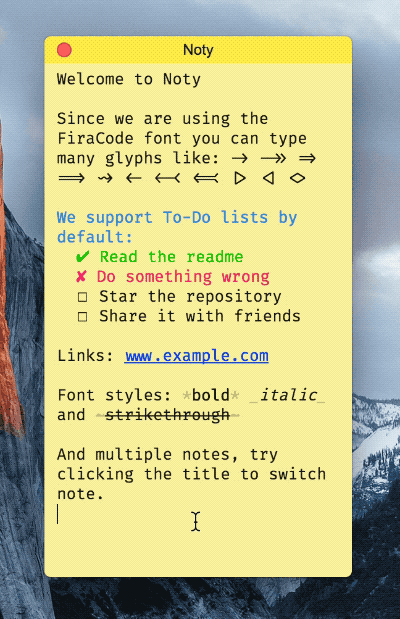 Noty
Welcome to Noty
Since we are using the
FiraCode font you can type
many glyphs like: → ↠ ⇒
⟹ ⇝ ← ↢ ⟸ ▷ ◁ ◇
We support To-Do lists by
default:
✔ Read the readme
✘ Do something wrong
☐ Star the repository
☐ Share it with friends
Links: www.example.com
Font styles: *bold* _italic_
and ~strikethrough~
And multiple notes, try
clicking the title to switch
note.